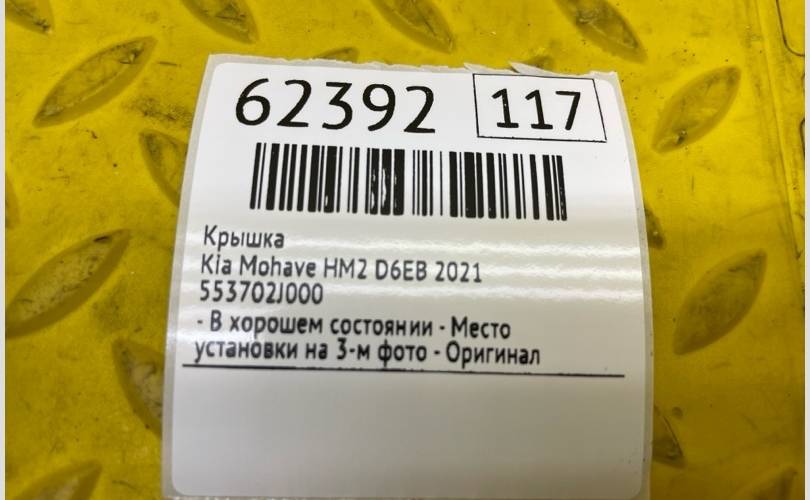 62392 117
Крышка
Kia Mohave HM2 D6EB 2021
553702J000
- В хорошем состоянии - Место
установки на 3-м фото - Оригинал